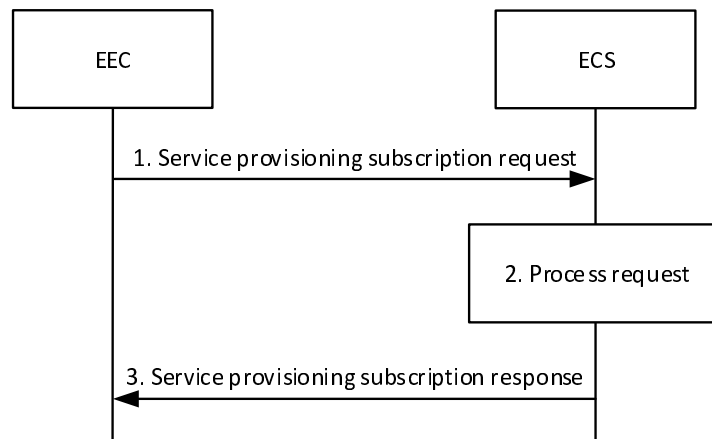 EEC
ECS
1. Service provisioning subscription request
2. Process request
3. Service provisioning subscription response